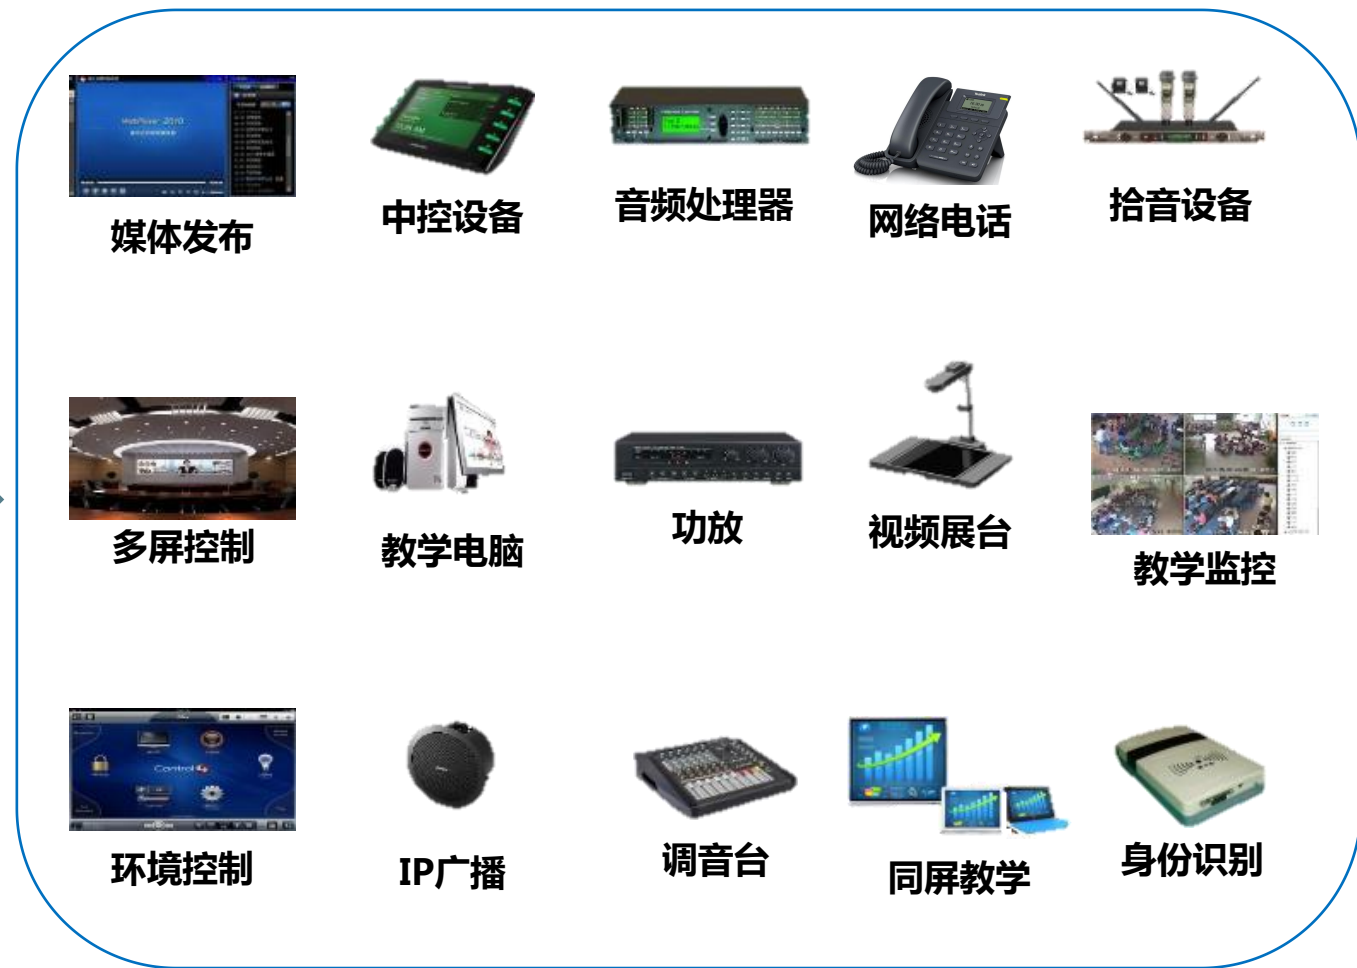 WebPlayer 2010
媒体发布
中控设备
音频处理器
网络电话
拾音设备
多屏控制
教学电脑
功放
视频展台
教学监控
Control4
环境控制
IP广播
调音台
同屏教学
身份识别